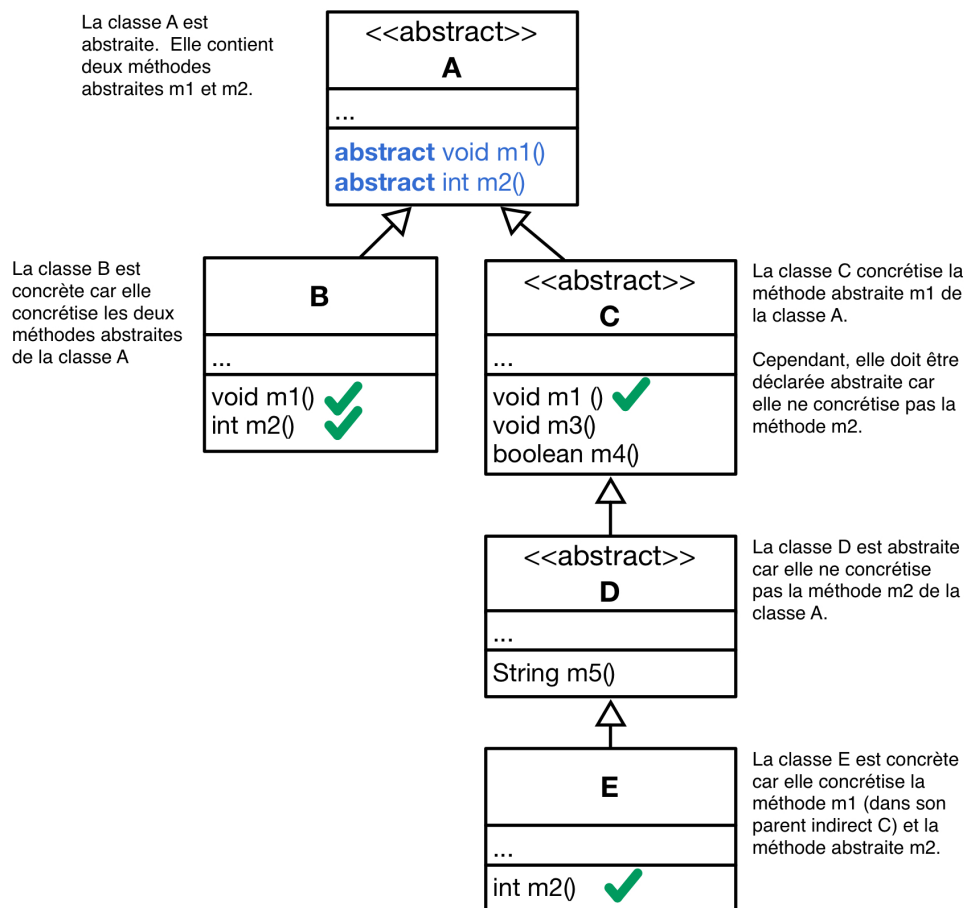 La classe A est
abstraite.  Elle contient
deux méthodes
abstraites m1 et m2.
<<abstract>>
A
...
abstract void m1()
abstract int m2()
La classe B est
concrète car elle
concrétise les deux
méthodes abstraites
de la classe A
B
...
void m1()
int m2()
<<abstract>>
C
...
void m1 ()
void m3()
boolean m4()
La classe C concrétise la
méthode abstraite m1 de
la classe A.
Cependant, elle doit être
déclarée abstraite car
elle ne concrétise pas la
méthode m2.
<<abstract>>
D
...
String m5()
La classe D est abstraite
car elle ne concrétise
pas la méthode m2 de la
classe A.
E
...
int m2()
La classe E est concrète
car elle concrétise la
méthode m1 (dans son
parent indirect C) et la
méthode abstraite m2.